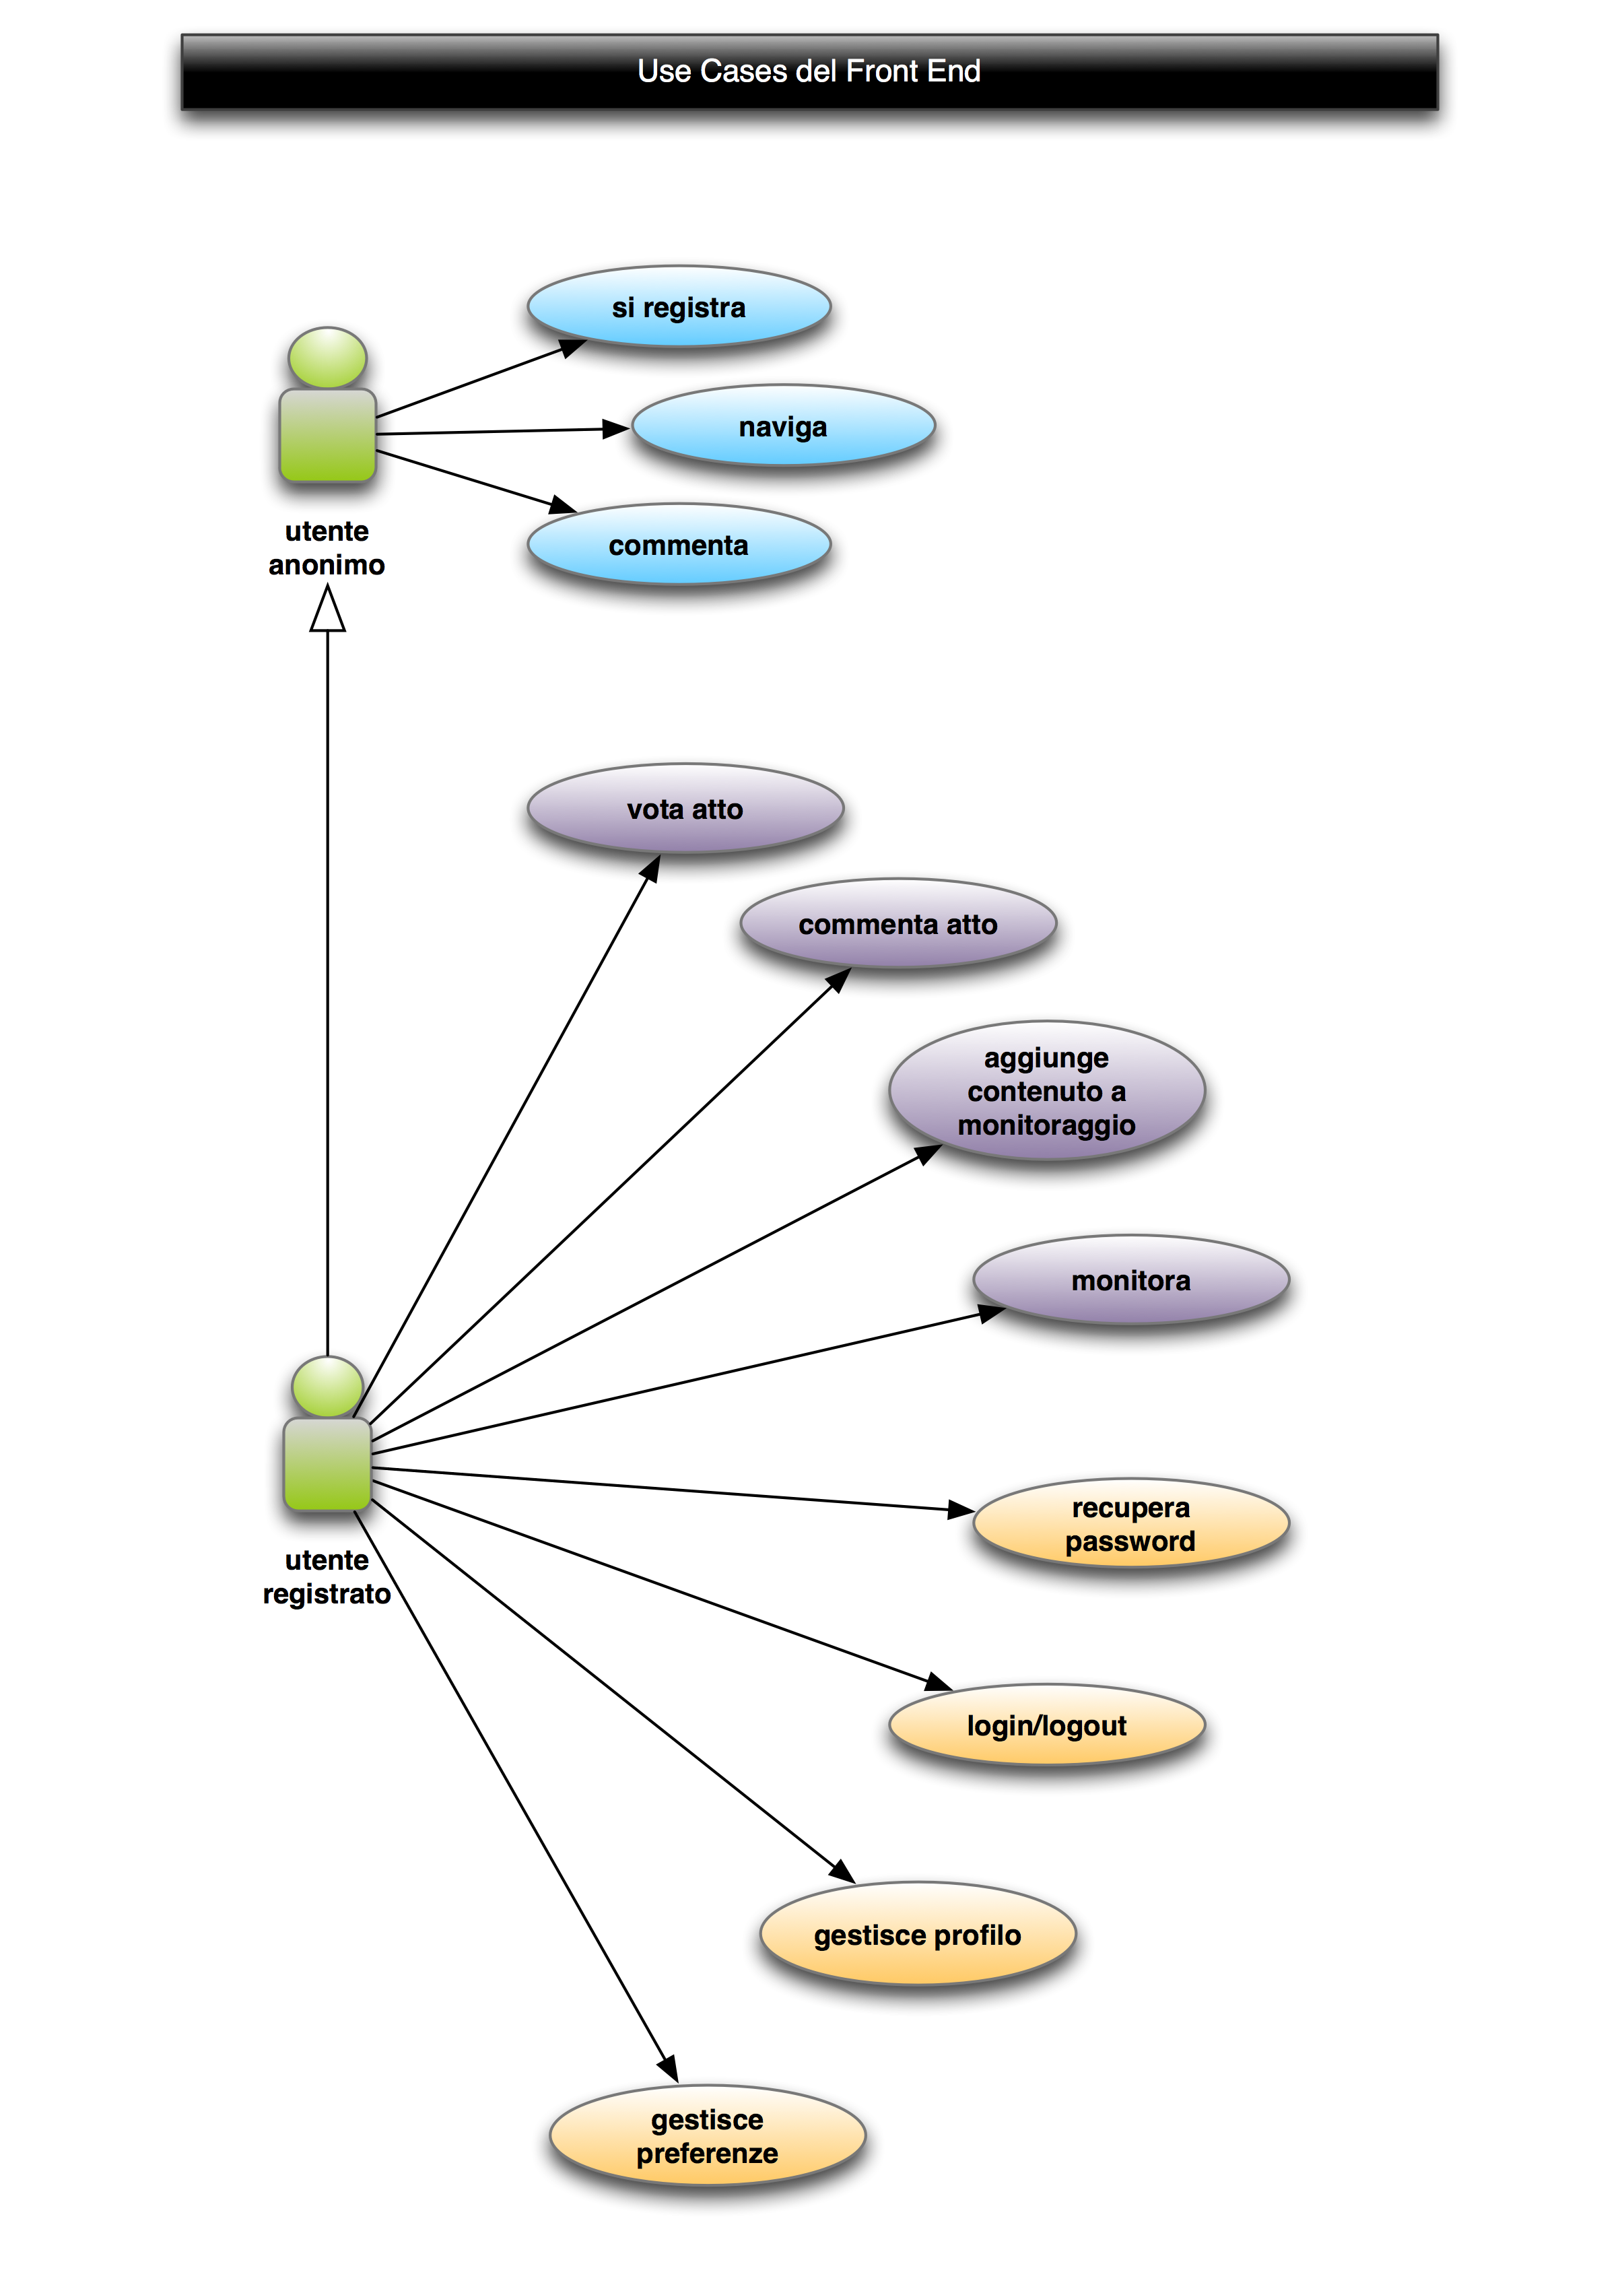 Use Cases del Front End
si registra
naviga
commenta
utente
anonimo
vota atto
commenta atto
aggiunge
contenuto a
monitoraggio
monitora
recupera
password
utente
registrato
login/logout
gestisce profilo
gestisce
preferenze